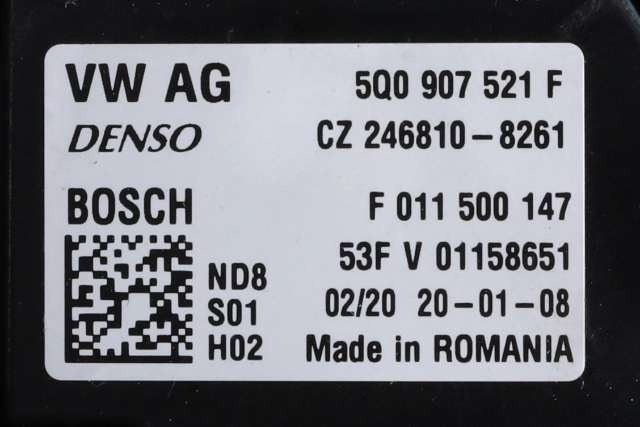 VW AG 5Q0 907 521 F
DENSO CZ 246810-8261
BOSCH F 011 500 147
53F V 01158651
ND8
S01 02/20 20-01-08
H02 Made in ROMANIA